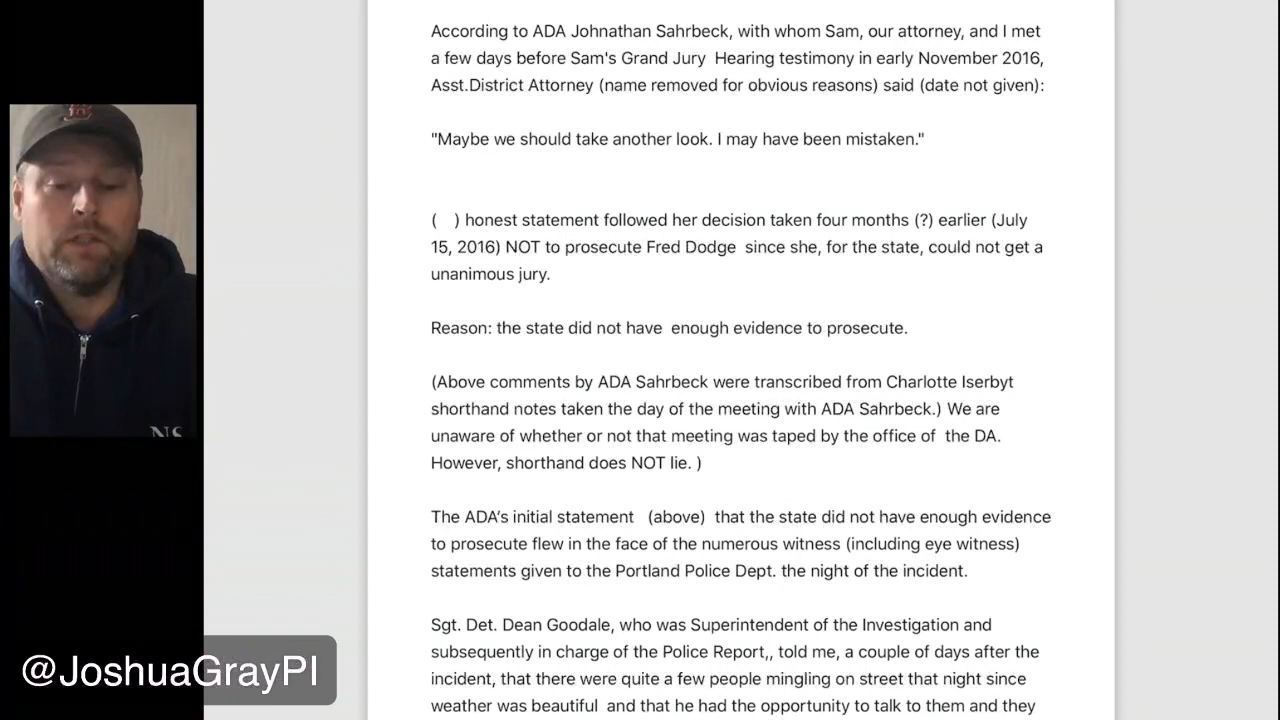 According to ADA Johnathan Sahrbeck, with whom Sam, our attorney, and I met
a few days before Sam's Grand Jury  Hearing testimony in early November 2016,
Asst.District Attorney (name removed for obvious reasons) said (date not given):
"Maybe we should take another look. I may have been mistaken."
(    ) honest statement followed her decision taken four months (?) earlier (July
15, 2016) NOT to prosecute Fred Dodge  since she, for the state, could not get a
unanimous jury.
Reason: the state did not have  enough evidence to prosecute.
(Above comments by ADA Sahrbeck were transcribed from Charlotte Iserbyt
shorthand notes taken the day of the meeting with ADA Sahrbeck.) We are
unaware of whether or not that meeting was taped by the office of  the DA.
However, shorthand does NOT lie. )
The ADA’s initial statement   (above)  that the state did not have enough evidence
to prosecute flew in the face of the numerous witness (including eye witness)
statements given to the Portland Police Dept. the night of the incident.
Sgt. Det. Dean Goodale, who was Superintendent of the Investigation and
subsequently in charge of the Police Report,, told me, a couple of days after the
incident, that there were quite a few people mingling on street that night since
weather was beautiful  and that he had the opportunity to talk to them and they
@JoshuaGrayPI